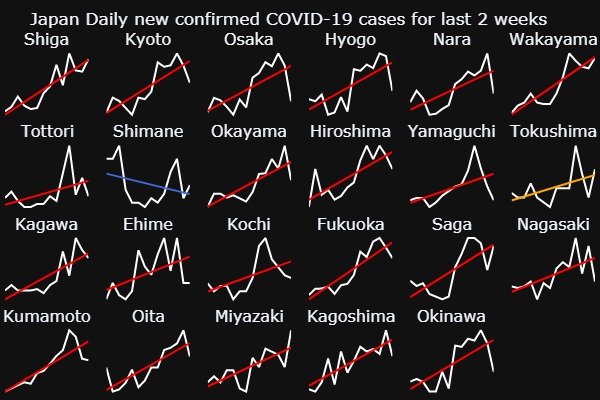 Japan Daily new confirmed COVID-19 cases for last 2 weeks
Shiga Kyoto Osaka Hyogo Nara Wakayama
Tottori Shimane Okayama Hiroshima Yamaguchi Tokushima
Kagawa Ehime Kochi Fukuoka Saga Nagasaki
Kumamoto Oita Miyazaki Kagoshima Okinawa